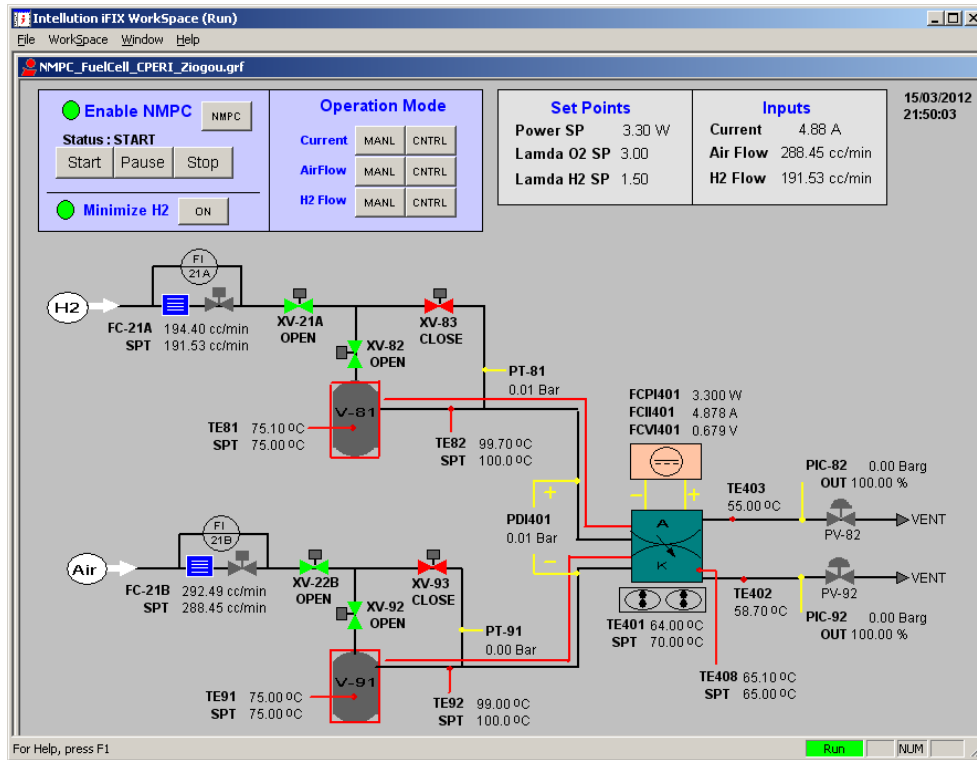 Intellution iFIX WorkSpace (Run)
File WorkSpace Window Help
NMPC_FuelCell_CPERI_Ziogou.grf
Enable NMPC NMPC
Status : START
Start Pause Stop
Minimize H2 ON
Operation Mode
Current MANL CNTRL
AirFlow MANL CNTRL
H2 Flow MANL CNTRL
Set Points
Power SP 3.30 W
Lamda O2 SP 3.00
Lamda H2 SP 1.50
Inputs
Current 4.88 A
Air Flow 288.45 cc/min
H2 Flow 191.53 cc/min
15/03/2012
21:50:03
H2
FI
21A
FC-21A 194.40 cc/min
SPT 191.53 cc/min
XV-21A
OPEN
XV-82
OPEN
XV-83
CLOSE
PT-81
0.01 Bar
V-81
TE81 75.10 ºC
SPT 75.00 ºC
TE82 99.70 ºC
SPT 100.0 ºC
FCPI401 3.300 W
FCII401 4.878 A
FCVI401 0.679 V
- +
A
K
+
PDI401
0.01 Bar
-
TE403
55.00 ºC
PIC-82 0.00 Barg
OUT 100.00 %
PV-82
VENT
Air
FI
21B
FC-21B 292.49 cc/min
SPT 288.45 cc/min
XV-22B
OPEN
XV-92
OPEN
XV-93
CLOSE
PT-91
0.00 Bar
V-91
TE91 75.00 ºC
SPT 75.00 ºC
TE92 99.00 ºC
SPT 100.0 ºC
TE401 64.00 ºC
SPT 70.00 ºC
TE402
58.70 ºC
PV-92
VENT
PIC-92 0.00 Barg
OUT 100.00 %
TE408 65.10 ºC
SPT 65.00 ºC
For Help, press F1
Run NUM